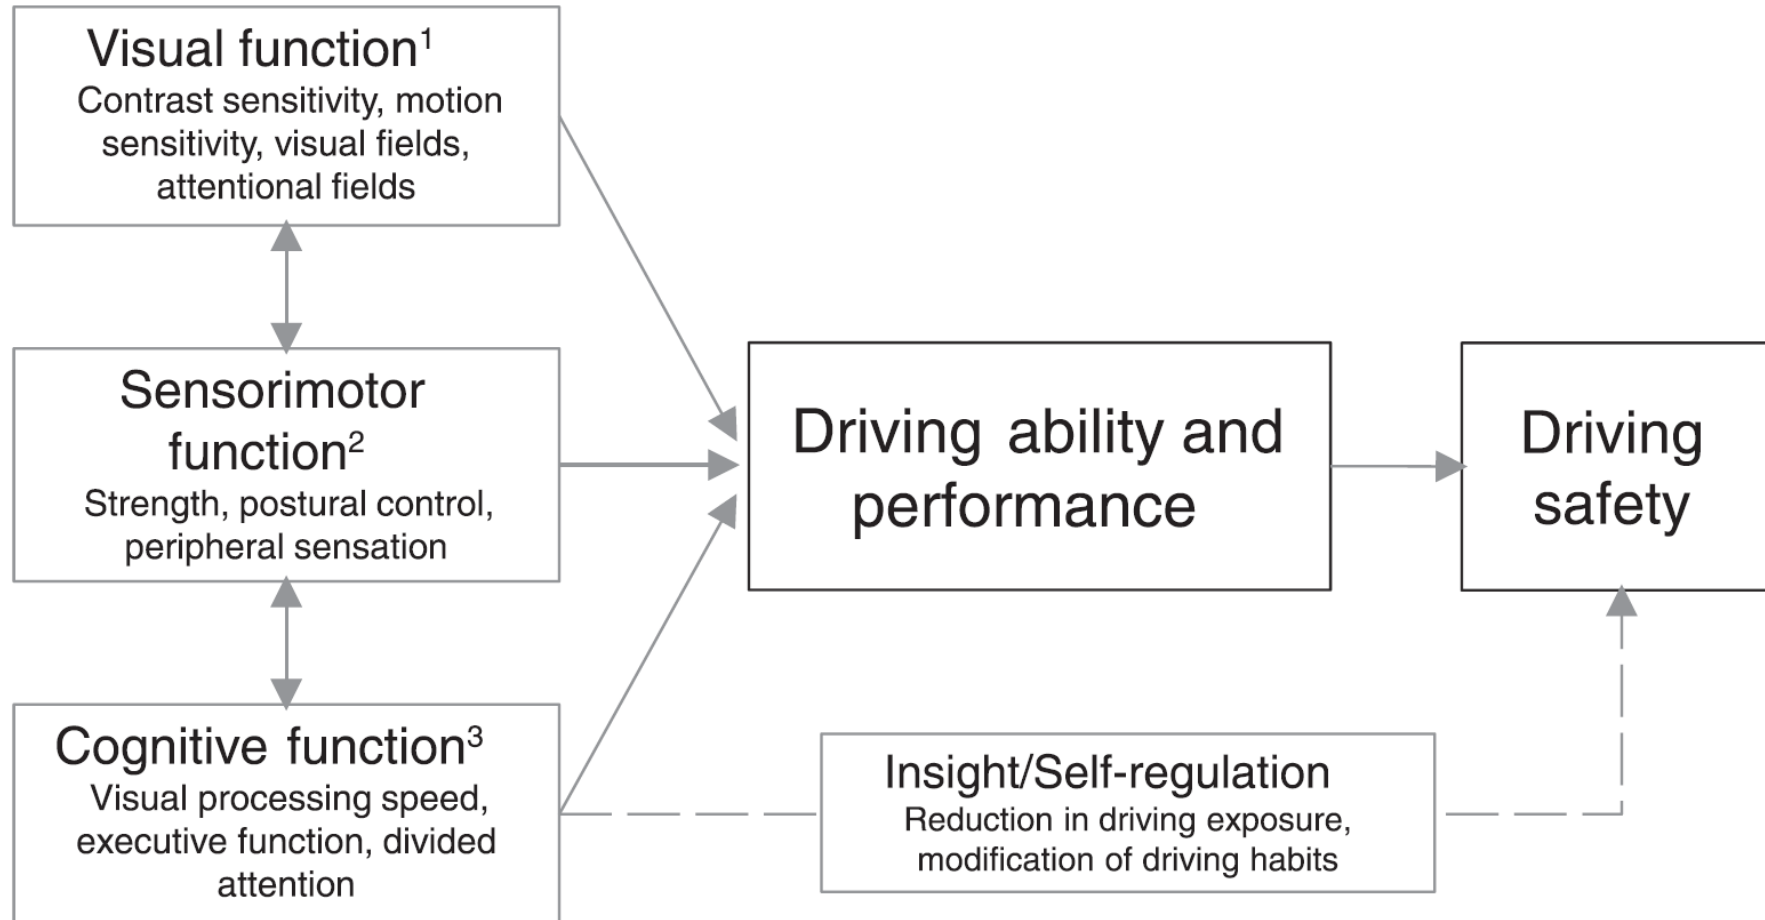 Visual function¹
Contrast sensitivity, motion
sensitivity, visual fields,
attentional fields
Sensorimotor
function²
Strength, postural control,
peripheral sensation
Cognitive function³
Visual processing speed,
executive function, divided
attention
Driving ability and
performance
Driving
safety
Insight/Self-regulation
Reduction in driving exposure,
modification of driving habits